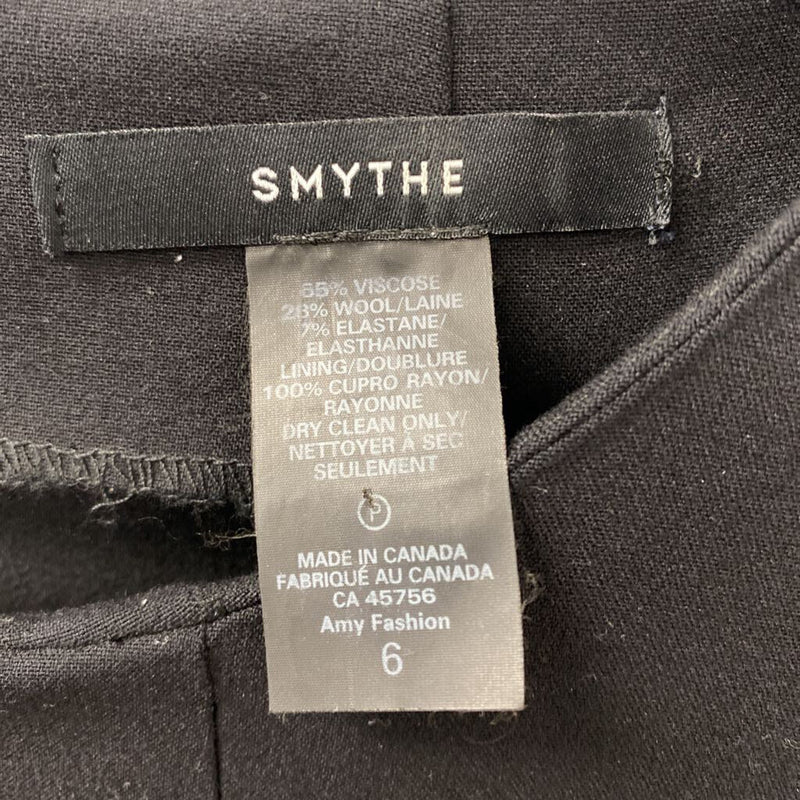 SMYTHE
65% VISCOSE
28% WOOL/LAINE
7% ELASTANE/
ELASTHANNE
LINING/DOUBLURE
100% CUPRO RAYON/
RAYONNE
DRY CLEAN ONLY/
NETTOYER À SEC
SEULEMENT
P
MADE IN CANADA
FABRIQUÉ AU CANADA
CA 45756
Amy Fashion
6